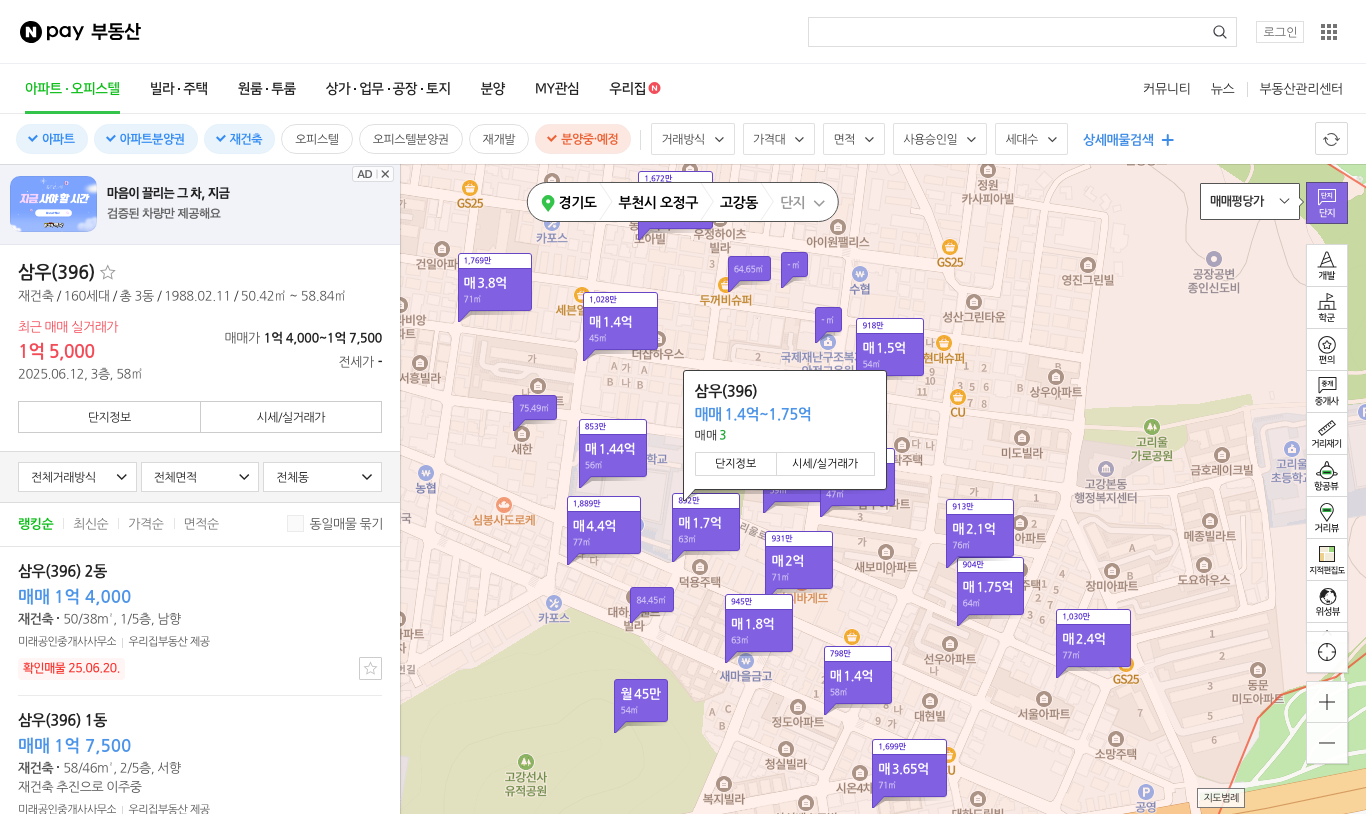 N pay 부동산
로그인
아파트 · 오피스텔
빌라 · 주택
원룸 · 투룸
상가 · 업무 · 공장 · 토지
분양
MY관심
우리집 N
커뮤니티
뉴스
부동산관리센터
아파트
아파트분양권
재건축
오피스텔
오피스텔분양권
재개발
분양중·예정
거래방식
가격대
면적
사용승인일
세대수
상세매물검색
지금 사야 할 시간
마음이 끌리는 그 차, 지금
검증된 차량만 제공해요
AD
삼우(396)
재건축 / 160세대 / 총 3동 / 1988.02.11 / 50.42㎡ ~ 58.84㎡
최근 매매 실거래가
1억 5,000
2025.06.12, 3층, 58㎡
매매가 1억 4,000~1억 7,500
전세가 -
단지정보
시세/실거래가
전체거래방식
전체면적
전체동
랭킹순
최신순
가격순
면적순
동일매물 묶기
삼우(396) 2동
매매 1억 4,000
재건축 · 50/38m², 1/5층, 남향
미래공인중개사사무소
우리집부동산 제공
확인매물 25.06.20.
삼우(396) 1동
매매 1억 7,500
재건축 · 58/46m², 2/5층, 서향
재건축 추진으로 이주중
미래공인중개사사무소
우리집부동산 제공
경기도
부천시 오정구
고강동
단지
매매평당가
단지
단지
개발
학군
편의
중개
중개사
거리재기
항공뷰
거리뷰
지적편집도
위성뷰
지도범례
1,672만
GS25
카포스
우정하이츠
빌라
아이원팰리스
정원
카사피아빌
GS25
건일아파트
1,769만
매3.8억
71㎡
64.65㎡
- ㎡
두꺼비슈퍼
수협
영진그린빌
공장공변
종인신도비
1,028만
매1.4억
45㎡
더잡하우스
- ㎡
918만
매1.5억
54㎡
성산그린타운
현대슈퍼
서흥빌라
삼우(396)
매매 1.4억~1.75억
매매 3
단지정보
시세/실거래가
상우아파트
CU
75.49㎡
새한
853만
매1.44억
56㎡
미도빌라
고리울
가로공원
금호레이크빌
고강본동
행정복지센터
농협
심봉사도로케
1,889만
매4.4억
77㎡
892만
매1.7억
63㎡
47㎡
931만
매2억
71㎡
913만
매2.1억
76㎡
메종빌라트
덕용주택
새보미아파트
904만
매1.75억
64㎡
장미아파트
도요하우스
84.45㎡
카포스
945만
매1.8억
63㎡
1,030만
매2.4억
77㎡
GS25
새마을금고
798만
매1.4억
58㎡
선우아파트
동문
미도아파트
월45만
54㎡
정도아파트
대현빌
서울아파트
청실빌라
1,699만
매3.65억
71㎡
소망주택
고강선사
유적공원
복지빌라
시온4차
공영